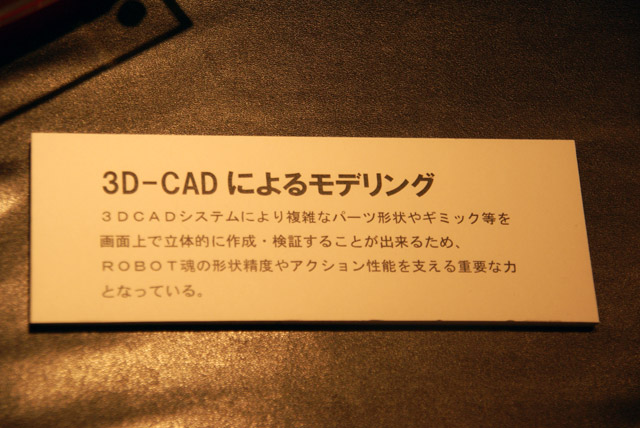 3D-CADによるモデリング
３ＤＣＡＤシステムにより複雑なパーツ形状やギミック等を
画面上で立体的に作成・検証することが出来るため、
ＲＯＢＯＴ魂の形状精度やアクション性能を支える重要な力
となっている。